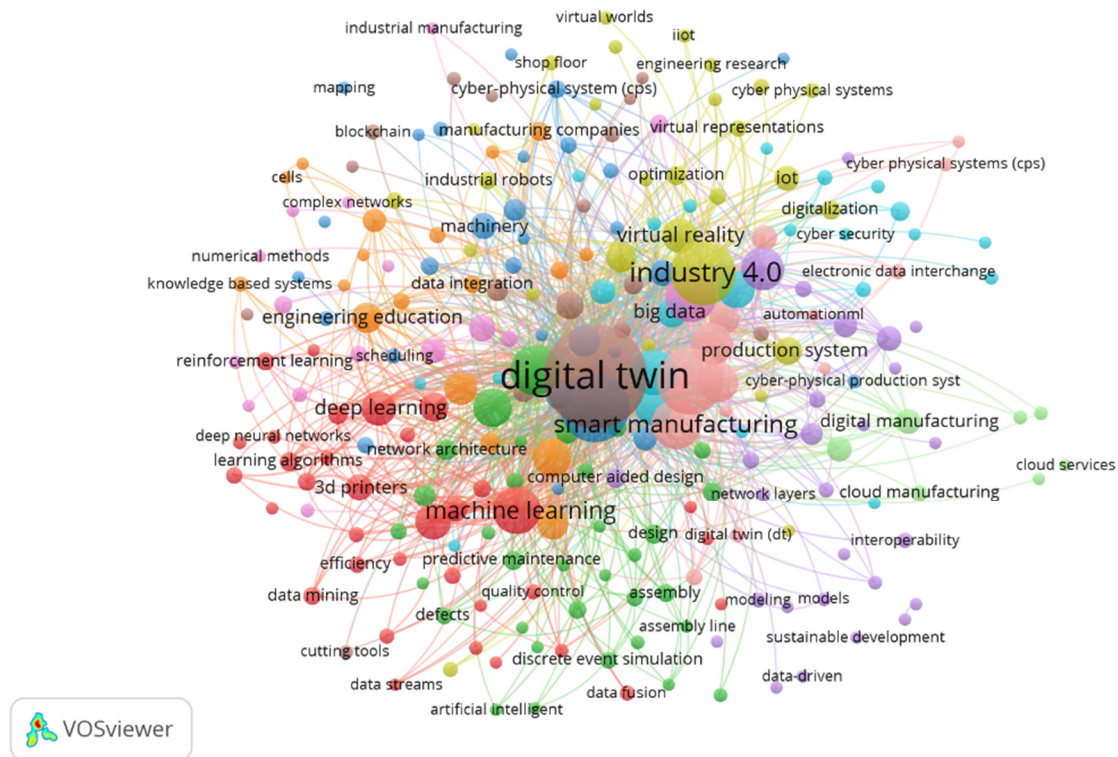 virtual worlds
industrial manufacturing
iiot
shop floor
engineering research
mapping
cyber-physical system (cps)
cyber physical systems
blockchain
manufacturing companies
virtual representations
cyber physical systems (cps)
cells
industrial robots
optimization
iot
complex networks
digitalization
machinery
virtual reality
cyber security
numerical methods
industry 4.0
electronic data interchange
knowledge based systems
data integration
big data
automationml
engineering education
reinforcement learning
scheduling
production system
digital twin
cyber-physical production syst
deep learning
smart manufacturing
digital manufacturing
deep neural networks
network architecture
learning algorithms
cloud services
computer aided design
3d printers
network layers
cloud manufacturing
machine learning
design
digital twin (dt)
interoperability
efficiency
predictive maintenance
data mining
quality control
assembly
modeling
models
defects
assembly line
sustainable development
cutting tools
discrete event simulation
data-driven
data streams
data fusion
artificial intelligent
VOSviewer